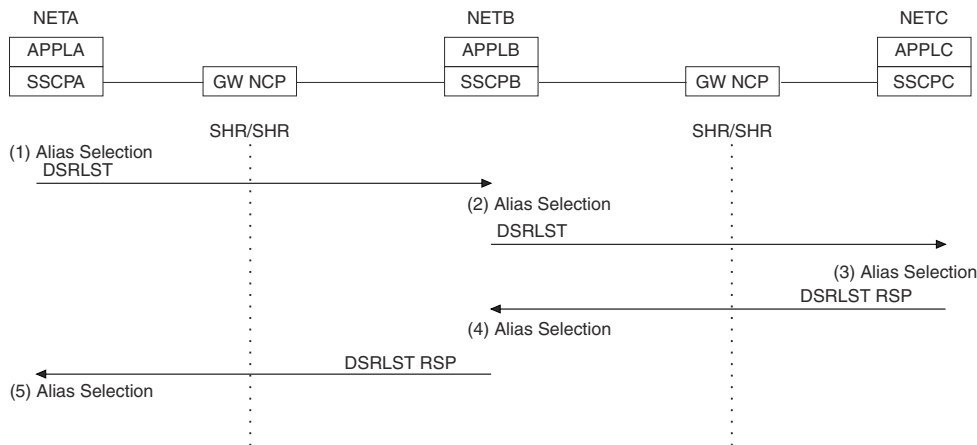 NETA NETB NETC
APPLA APPLB APPLC
SSCPA GW NCP SSCPB GW NCP SSCPC
SHR/SHR SHR/SHR
(1) Alias Selection
DSRLST
(2) Alias Selection
DSRLST
(3) Alias Selection
DSRLST RSP
(4) Alias Selection
DSRLST RSP
(5) Alias Selection